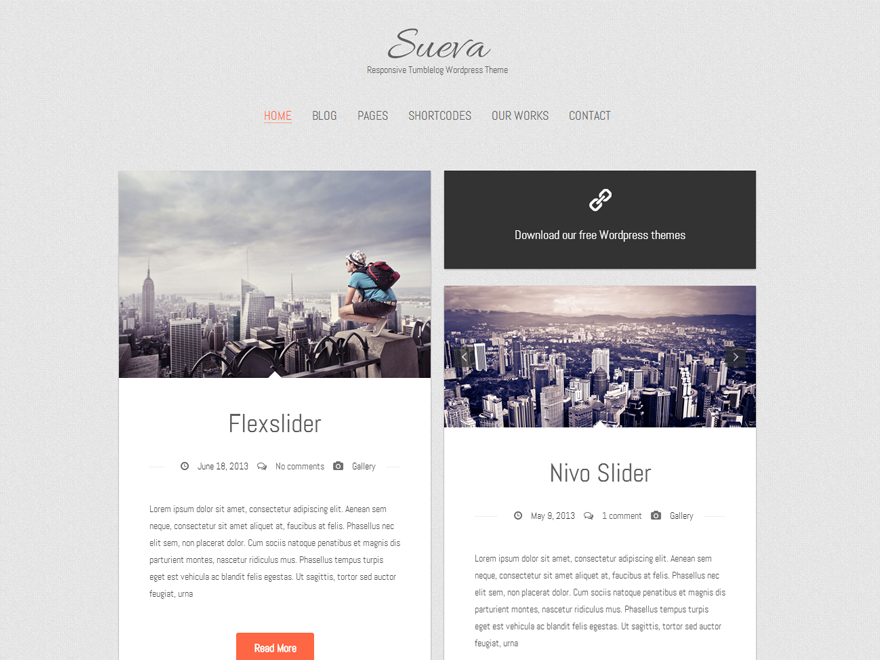 Sueva
Responsive Tumblelog Wordpress Theme
HOME BLOG PAGES SHORTCODES OUR WORKS CONTACT
Flexslider
June 18, 2013 No comments Gallery
Lorem ipsum dolor sit amet, consectetur adipiscing elit. Aenean sem
neque, consectetur sit amet aliquet at, faucibus at felis. Phasellus nec
elit sem, non placerat dolor. Cum sociis natoque penatibus et magnis dis
parturient montes, nascetur ridiculus mus. Phasellus tempus turpis
eget est vehicula ac blandit felis egestas. Ut sagittis, tortor sed auctor
feugiat, urna
Read More
Download our free Wordpress themes
Nivo Slider
May 9, 2013 1 comment Gallery
Lorem ipsum dolor sit amet, consectetur adipiscing elit. Aenean sem
neque, consectetur sit amet aliquet at, faucibus at felis. Phasellus nec
elit sem, non placerat dolor. Cum sociis natoque penatibus et magnis dis
parturient montes, nascetur ridiculus mus. Phasellus tempus turpis
eget est vehicula ac blandit felis egestas. Ut sagittis, tortor sed auctor
feugiat, urna